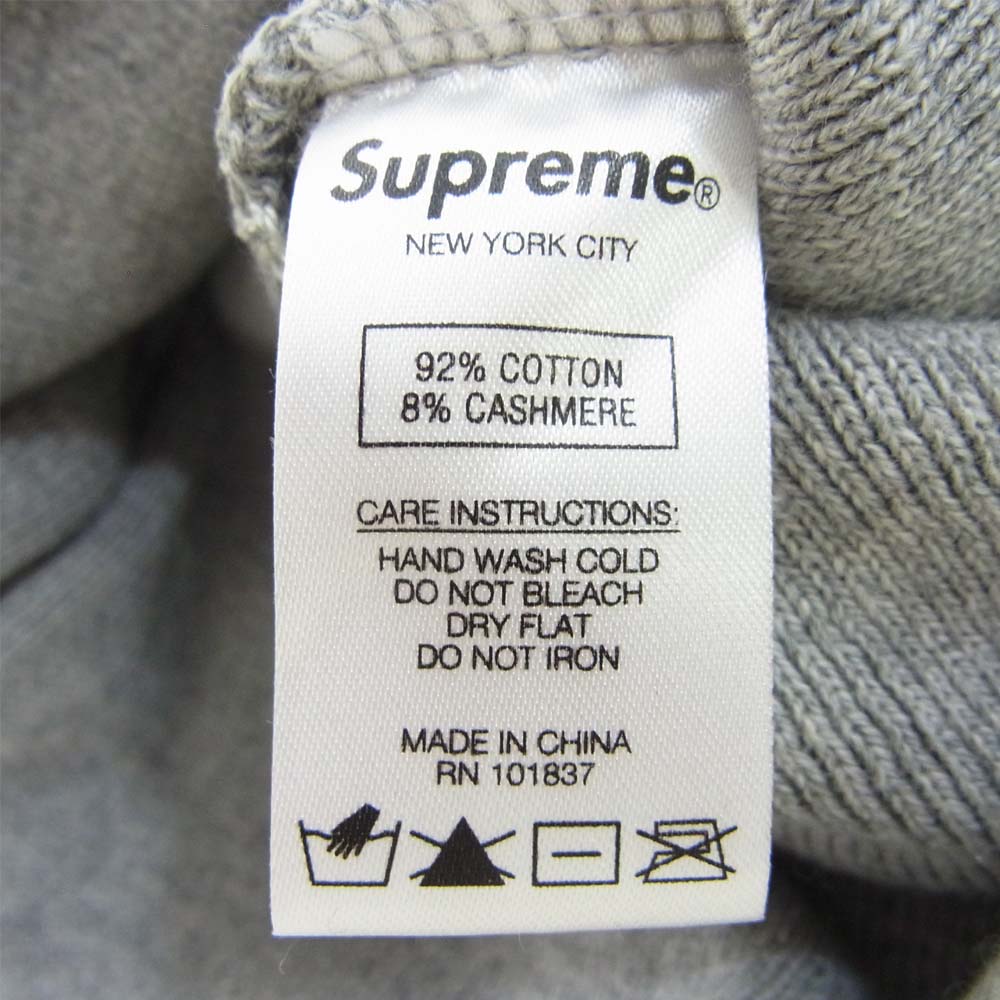 Supreme®
NEW YORK CITY
92% COTTON
8% CASHMERE
CARE INSTRUCTIONS:
HAND WASH COLD
DO NOT BLEACH
DRY FLAT
DO NOT IRON
MADE IN CHINA
RN 101837